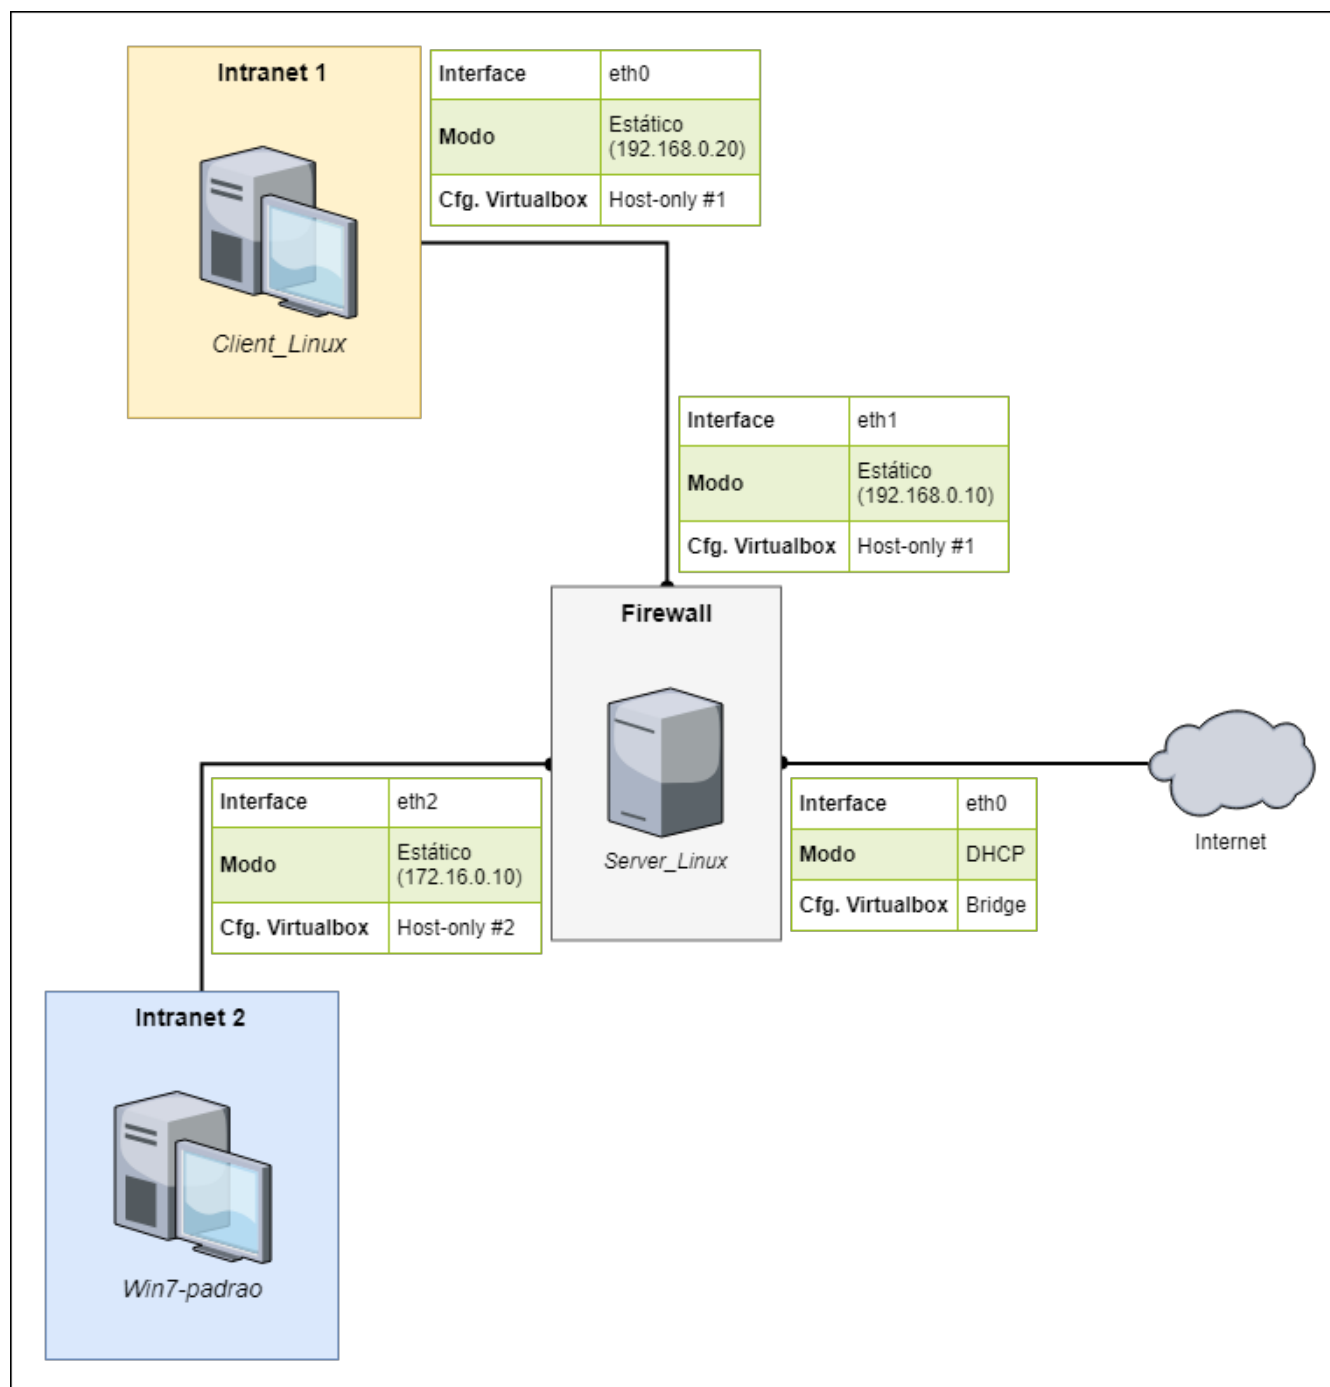 Intranet 1
Client_Linux
Interface eth0
Modo Estático
(192.168.0.20)
Cfg. Virtualbox Host-only #1
Interface eth1
Modo Estático
(192.168.0.10)
Cfg. Virtualbox Host-only #1
Firewall
Server_Linux
Interface eth2
Modo Estático
(172.16.0.10)
Cfg. Virtualbox Host-only #2
Interface eth0
Modo DHCP
Cfg. Virtualbox Bridge
Internet
Intranet 2
Win7-padrao